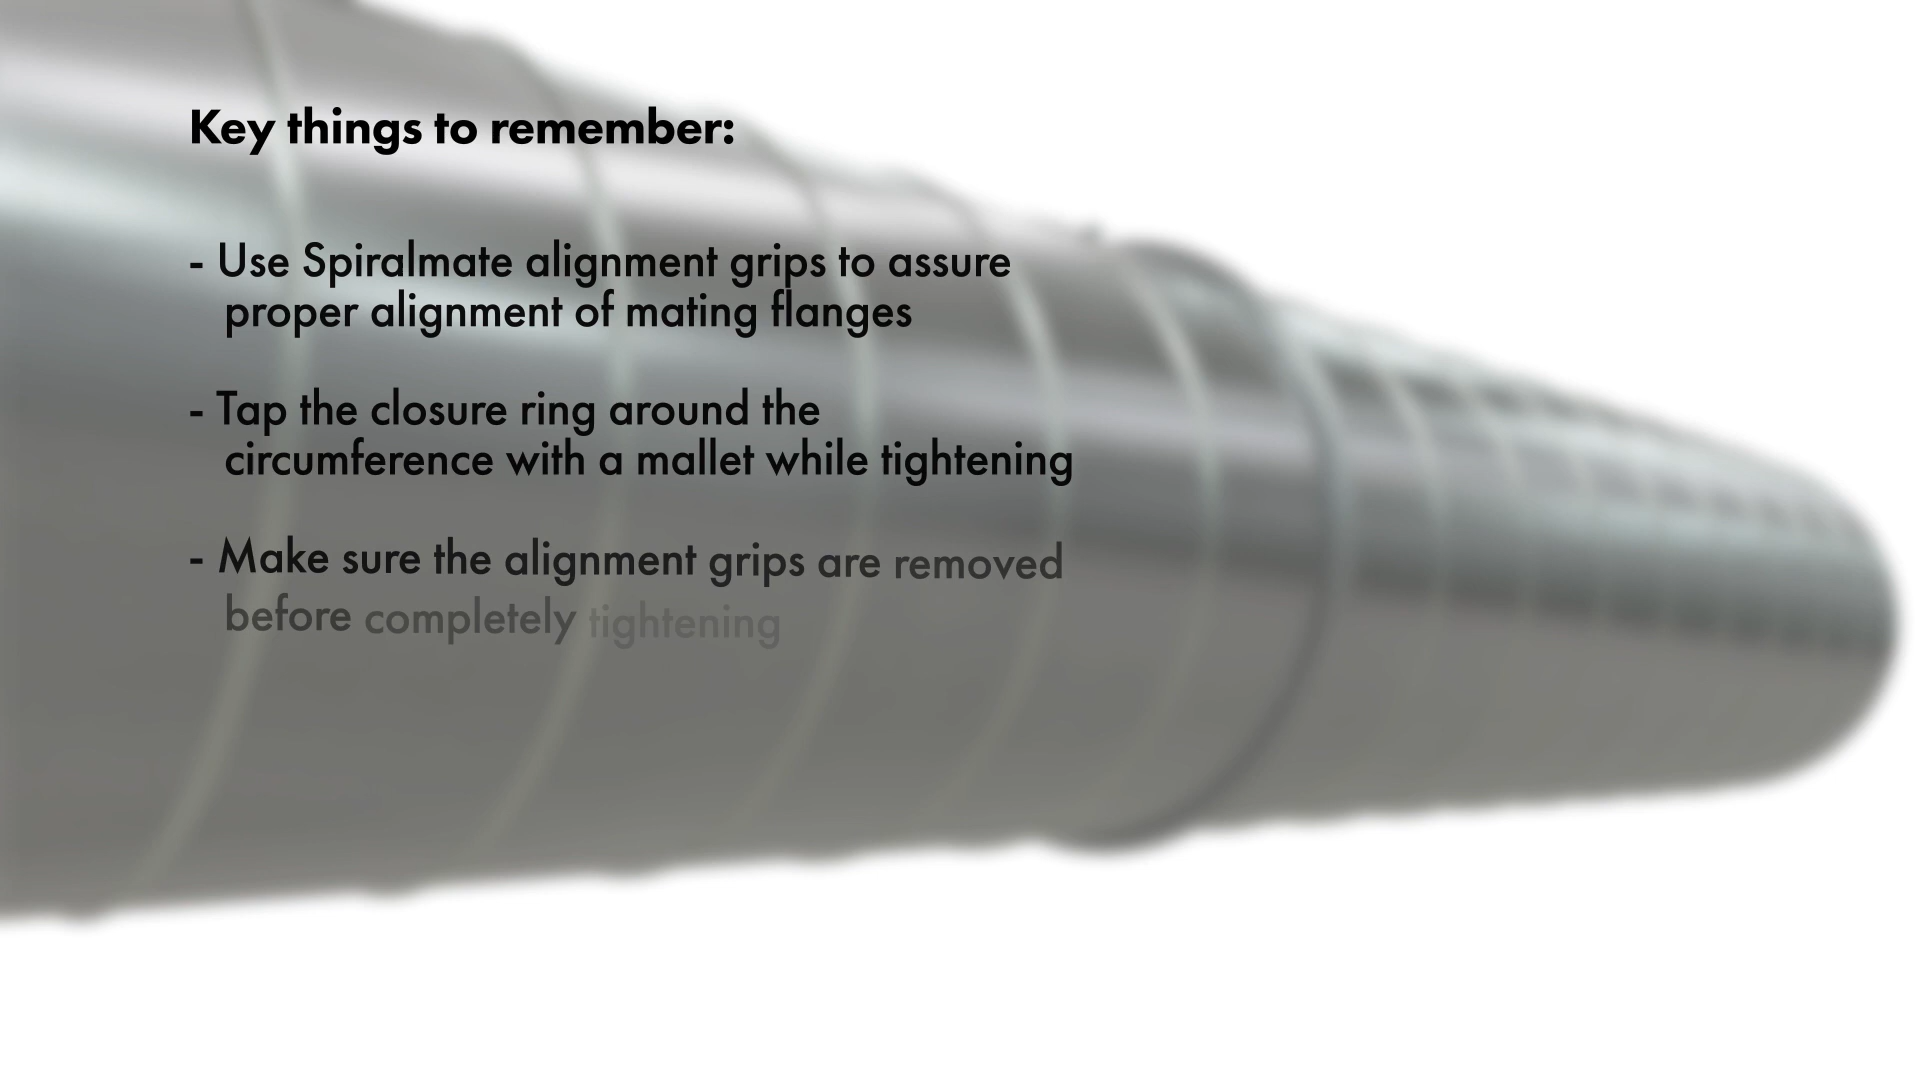 Key things to remember:
- Use Spiralmate alignment grips to assure
proper alignment of mating flanges
- Tap the closure ring around the
circumference with a mallet while tightening
- Make sure the alignment grips are removed
before completely tightening